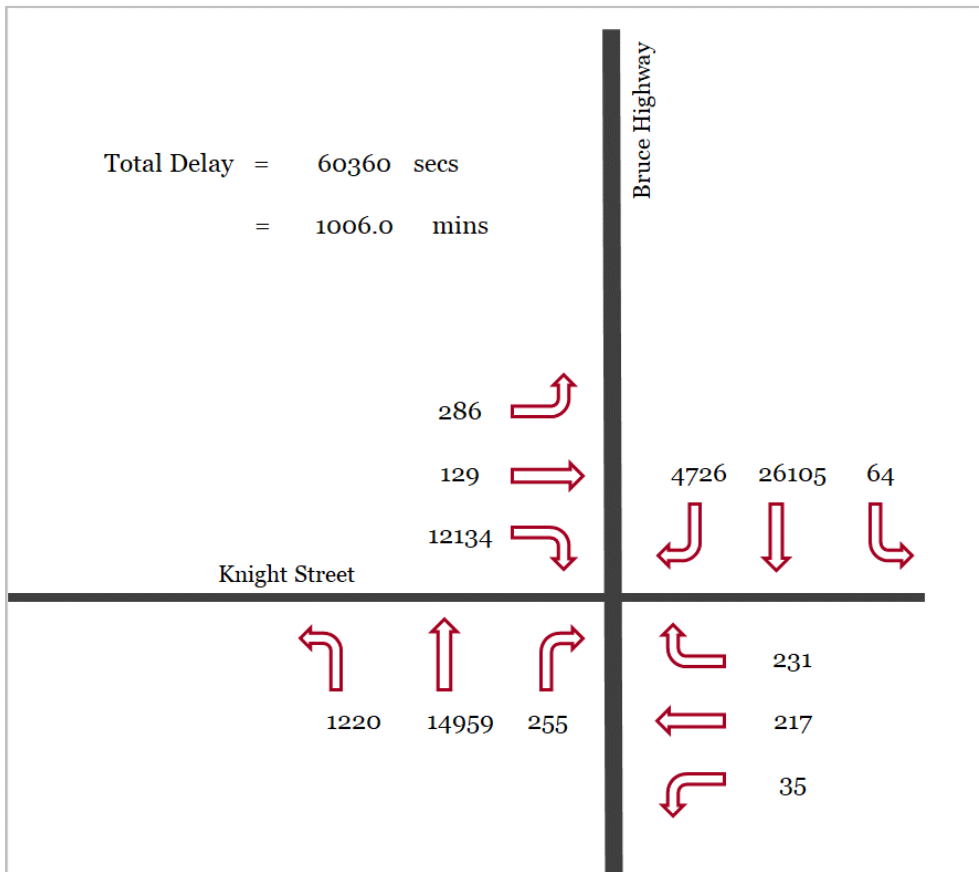 Bruce Highway
Total Delay = 60360 secs
= 1006.0 mins
286
129
4726 26105 64
12134
Knight Street
231
1220 14959 255
217
35